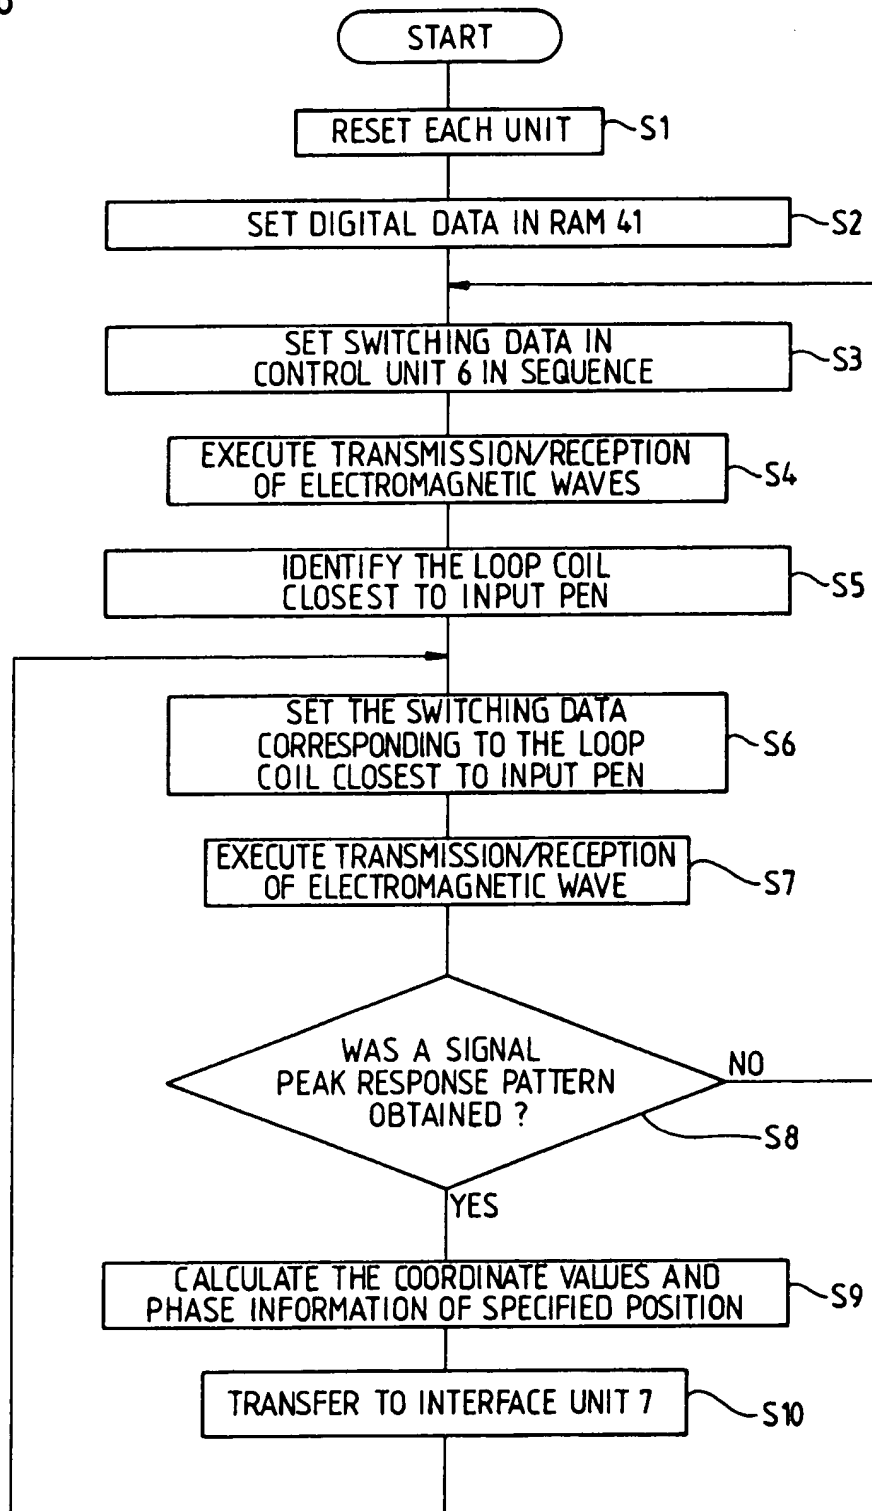 START
RESET EACH UNIT
S1
SET DIGITAL DATA IN RAM 41
S2
SET SWITCHING DATA IN
CONTROL UNIT 6 IN SEQUENCE
S3
EXECUTE TRANSMISSION/RECEPTION
OF ELECTROMAGNETIC WAVES
S4
IDENTIFY THE LOOP COIL
CLOSEST TO INPUT PEN
S5
SET THE SWITCHING DATA
CORRESPONDING TO THE LOOP
COIL CLOSEST TO INPUT PEN
S6
EXECUTE TRANSMISSION/RECEPTION
OF ELECTROMAGNETIC WAVE
S7
WAS A SIGNAL
PEAK RESPONSE PATTERN
OBTAINED ?
NO
S8
YES
CALCULATE THE COORDINATE VALUES AND
PHASE INFORMATION OF SPECIFIED POSITION
S9
TRANSFER TO INTERFACE UNIT 7
S10